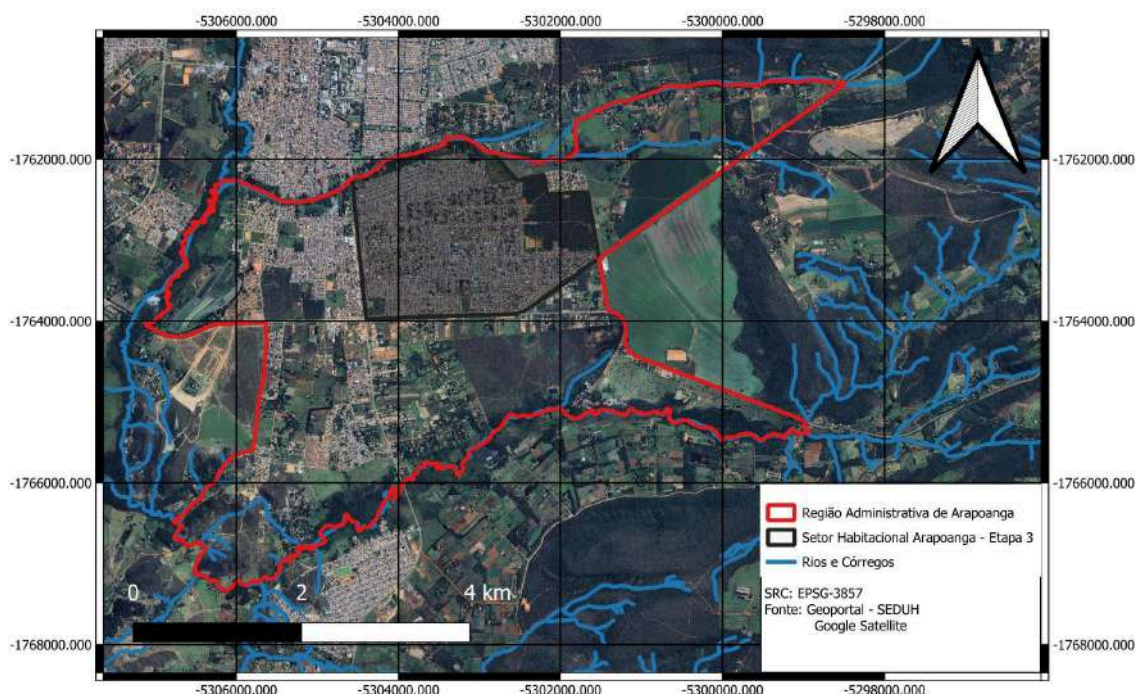 -5306000.000 -5304000.000 -5302000.000 -5300000.000 -5298000.000
-1762000.000 -1762000.000
-1764000.000 -1764000.000
-1766000.000 -1766000.000
Região Administrativa de Arapoanga
Setor Habitacional Arapoanga - Etapa 3
Rios e Córregos
SRC: EPSG-3857
Fonte: Geoportal - SEDUH
Google Satellite
0 2 4 km
-1768000.000 -1768000.000
-5306000.000 -5304000.000 -5302000.000 -5300000.000 -5298000.000